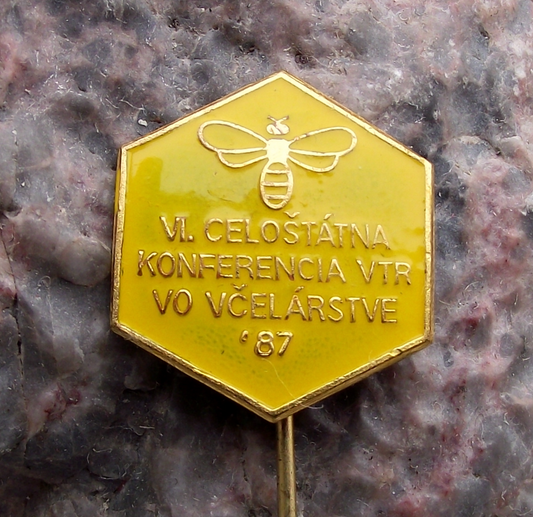 VI. CELOŠTÁTNA
KONFERENCIA VTR
VO VČELÁRSTVE
'87